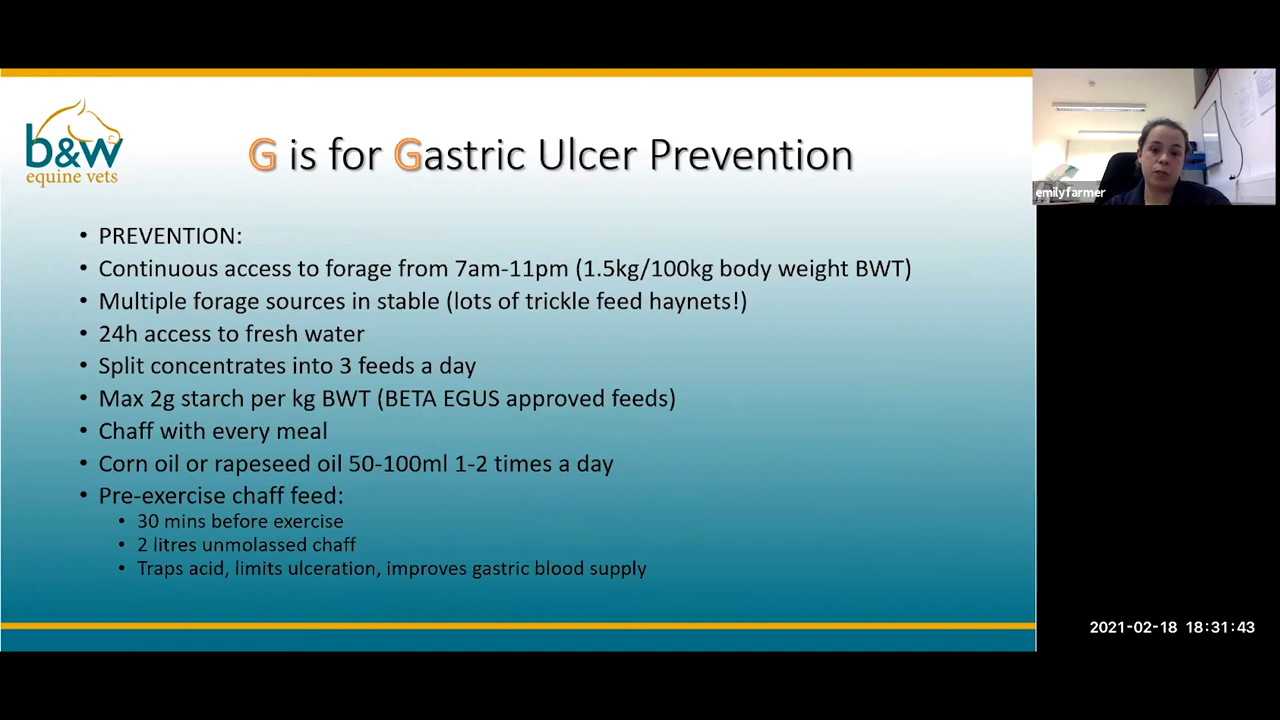 b&w
equine vets
G is for Gastric Ulcer Prevention
• PREVENTION:
• Continuous access to forage from 7am-11pm (1.5kg/100kg body weight BWT)
• Multiple forage sources in stable (lots of trickle feed haynets!)
• 24h access to fresh water
• Split concentrates into 3 feeds a day
• Max 2g starch per kg BWT (BETA EGUS approved feeds)
• Chaff with every meal
• Corn oil or rapeseed oil 50-100ml 1-2 times a day
• Pre-exercise chaff feed:
• 30 mins before exercise
• 2 litres unmolassed chaff
• Traps acid, limits ulceration, improves gastric blood supply
emilyfarmer
2021-02-18 18:31:43